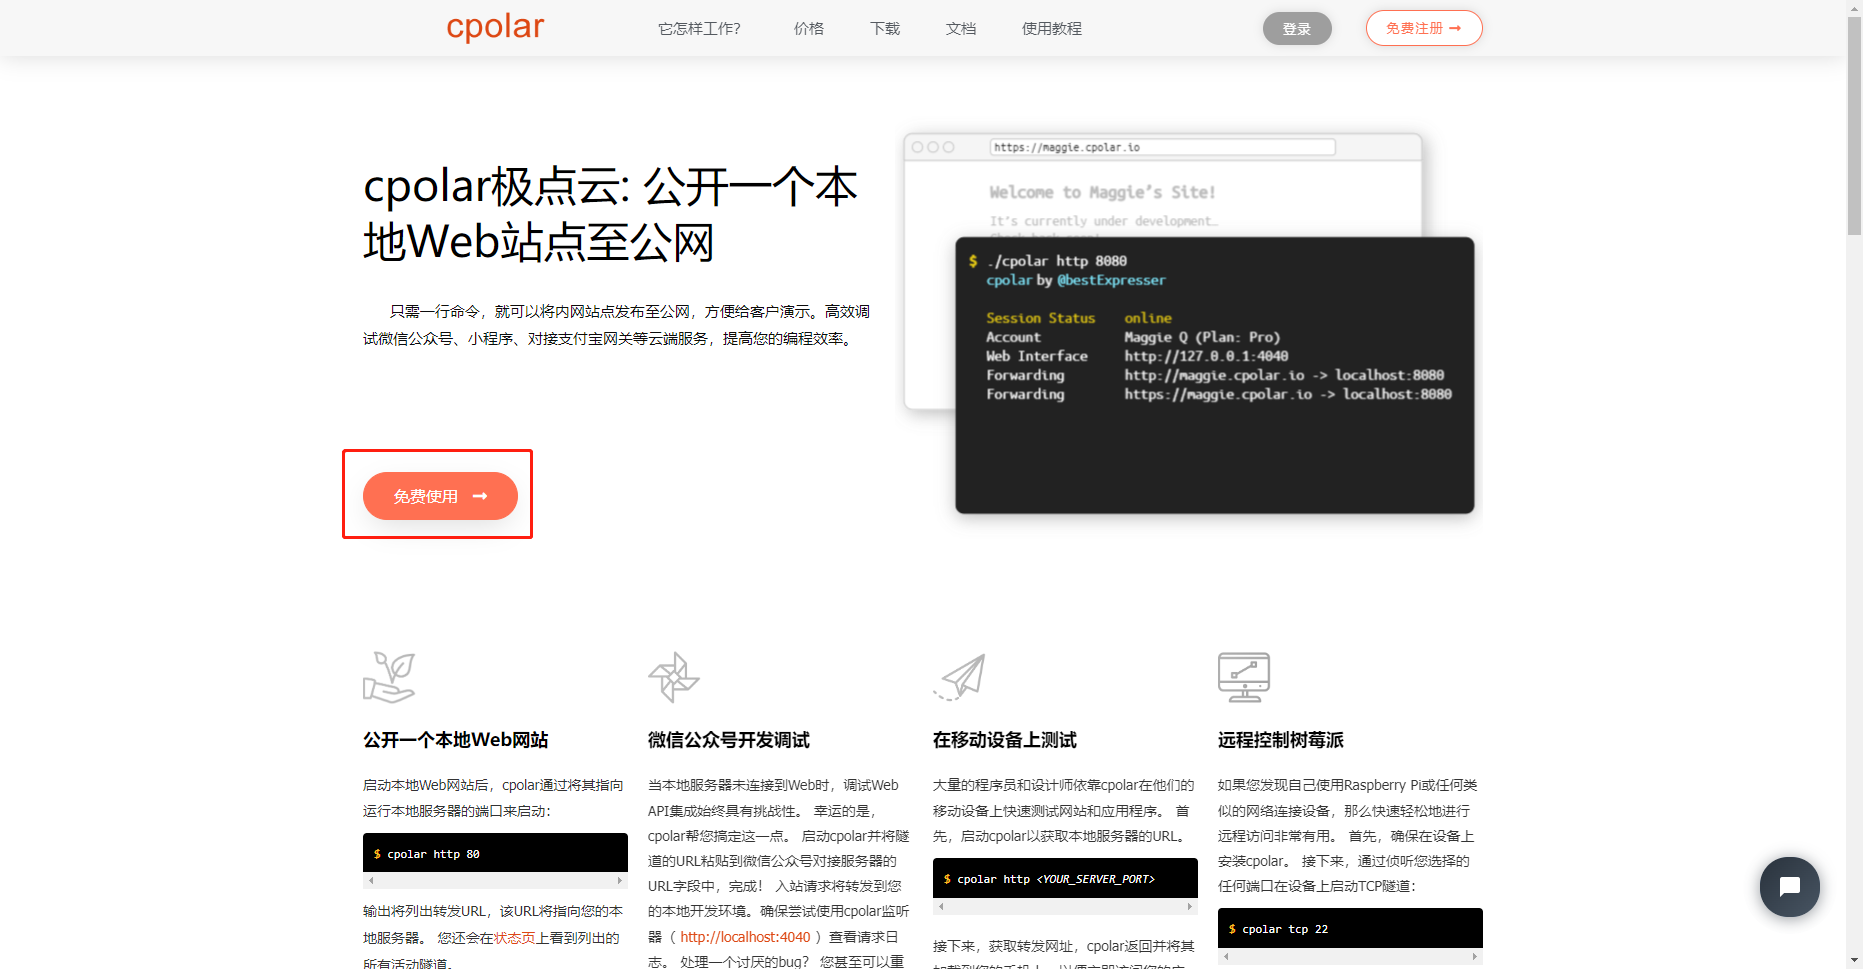 cpolar
它怎样工作?
价格
下载
文档
使用教程
登录
免费注册 →
cpolar极点云: 公开一个本
地Web站点至公网
只需一行命令，就可以将内网站点发布至公网，方便给客户演示。高效调
试微信公众号、小程序、对接支付宝网关等云端服务，提高您的编程效率。
免费使用 →
https://maggie.cpolar.io
Welcome to Maggie's Site!
It's currently under development…
$ ./cpolar http 8080
cpolar by @bestExpresser
Session Status online
Account Maggie Q (Plan: Pro)
Web Interface http://127.0.0.1:4040
Forwarding http://maggie.cpolar.io -> localhost:8080
Forwarding https://maggie.cpolar.io -> localhost:8080
公开一个本地Web网站
启动本地Web网站后，cpolar通过将其指向
运行本地服务器的端口来启动：
$ cpolar http 80
输出将列出转发URL，该URL将指向您的本
地服务器。 您还会在状态页上看到列出的
所有活动隧道。
微信公众号开发调试
当本地服务器未连接到Web时，调试Web
API集成始终具有挑战性。 幸运的是，
cpolar帮您搞定这一点。 启动cpolar并将隧
道的URL粘贴到微信公众号对接服务器的
URL字段中，完成！ 入站请求将转发到您
的本地开发环境。确保尝试使用cpolar监听
器（ http://localhost:4040 ）查看请求日
志。 处理一个讨厌的bug? 您甚至可以重
在移动设备上测试
大量的程序员和设计师依靠cpolar在他们的
移动设备上快速测试网站和应用程序。 首
先，启动cpolar以获取本地服务器的URL。
$ cpolar http <YOUR_SERVER_PORT>
接下来，获取转发网址，cpolar返回并将其
远程控制树莓派
如果您发现自己使用Raspberry Pi或任何类
似的网络连接设备，那么快速轻松地进行
远程访问非常有用。 首先，确保在设备上
安装cpolar。 接下来，通过侦听您选择的
任何端口在设备上启动TCP隧道：
$ cpolar tcp 22